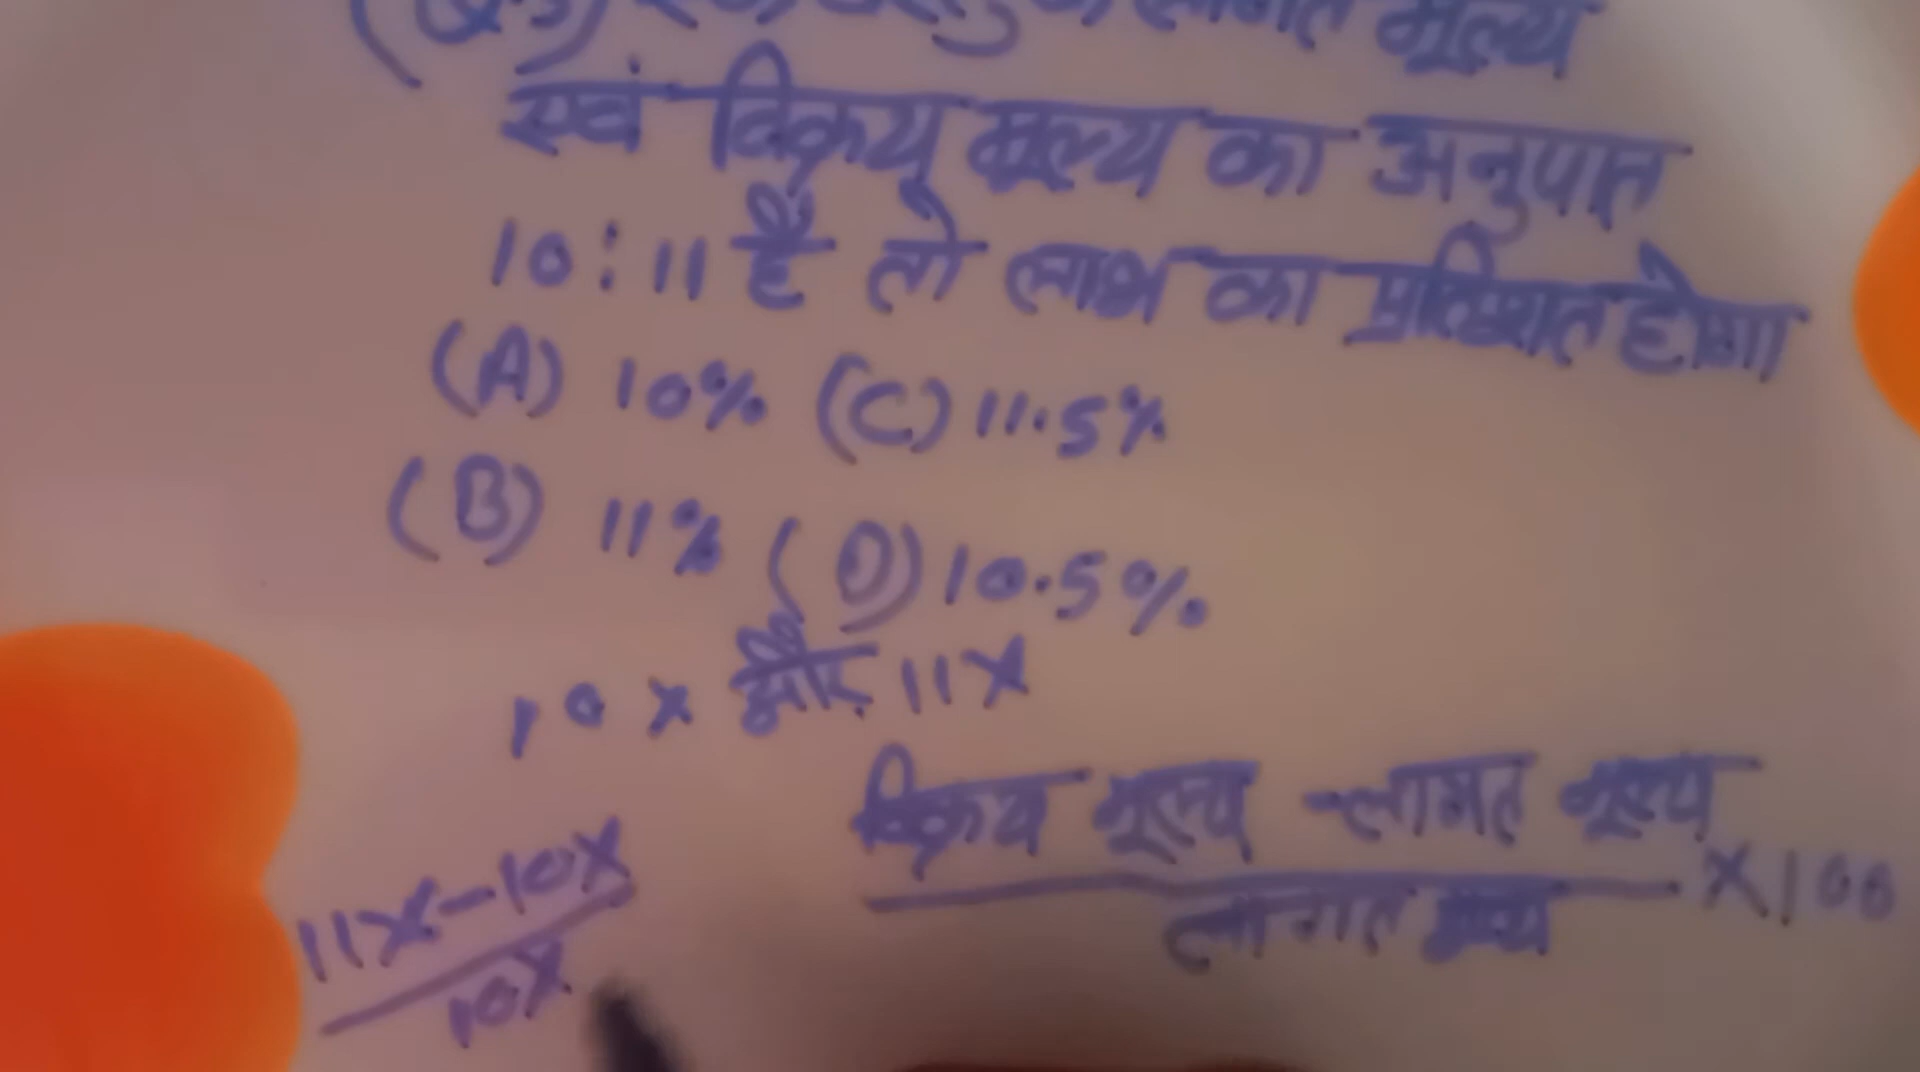 लागत मूल्य
एवं विक्रय मूल्य का अनुपात
10:11 है तो लाभ का प्रतिशत होगा
(A) 10% (C) 11.5%
(B) 11% (D) 10.5%
10x और 11x
विक्रय मूल्य - लागत मूल्य
लागत मूल्य
×100
11x-10x
10x